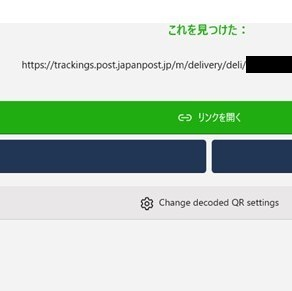 これを見つけた：
https://trackings.post.japanpost.jp/m/delivery/deli/
リンクを開く
Change decoded QR settings